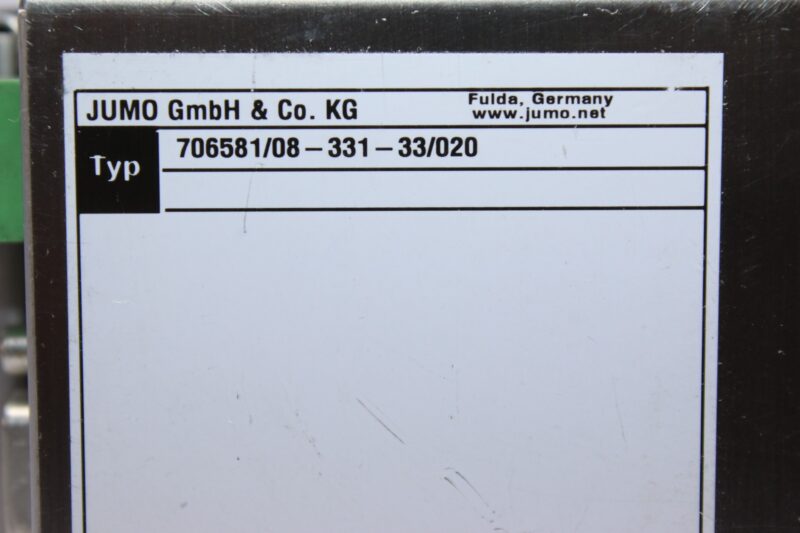 JUMO GmbH & Co. KG
Fulda, Germany
www.jumo.net
Typ
706581/08 – 331 – 33/020